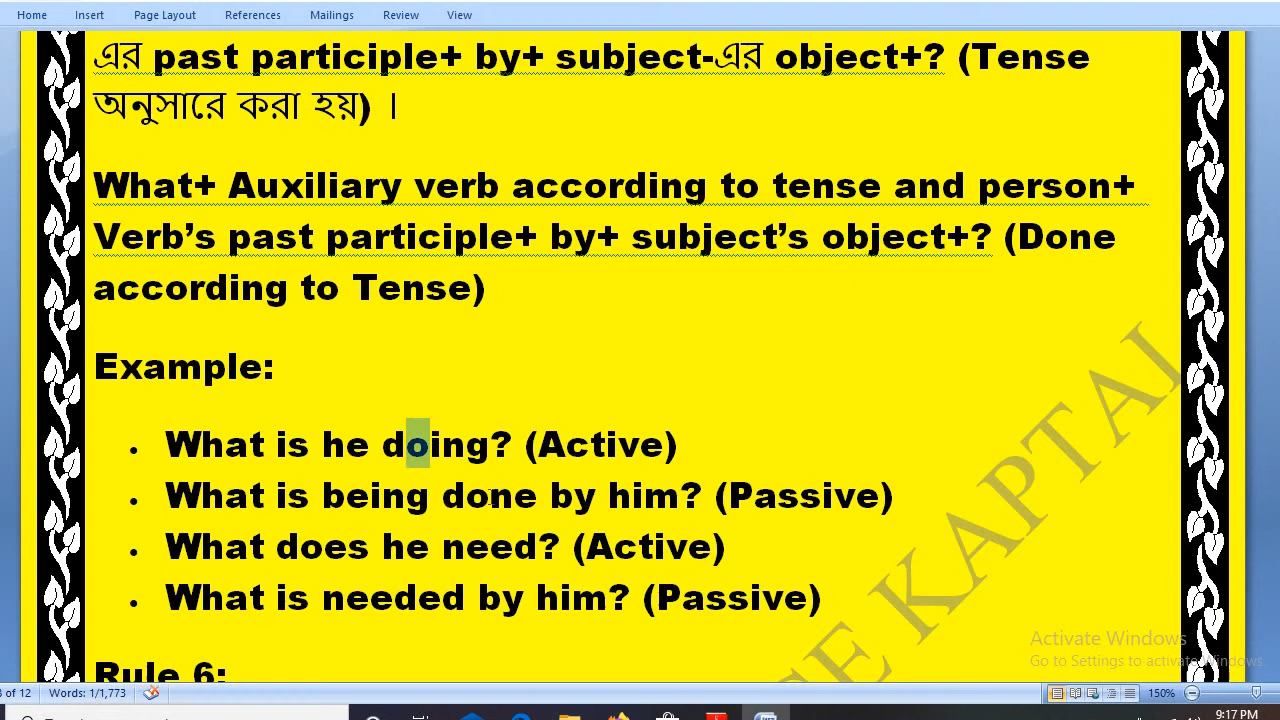 Home Insert Page Layout References Mailings Review View
এর past participle+ by+ subject-এর object+? (Tense
অনুসারে করা হয়) ।
What+ Auxiliary verb according to tense and person+
Verb’s past participle+ by+ subject’s object+? (Done
according to Tense)
Example:
• What is he doing? (Active)
• What is being done by him? (Passive)
• What does he need? (Active)
• What is needed by him? (Passive)
Rule 6:
SE KAPTAI
Activate Windows
Go to Settings to activate Windows
of 12 Words: 1/1,773 150%
9:17 PM